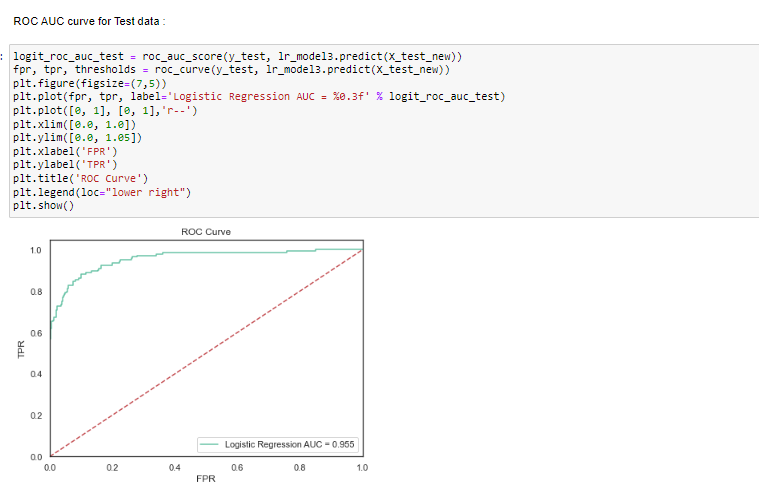 ROC AUC curve for Test data :
: logit_roc_auc_test = roc_auc_score(y_test, lr_model3.predict(X_test_new))
fpr, tpr, thresholds = roc_curve(y_test, lr_model3.predict(X_test_new))
plt.figure(figsize=(7,5))
plt.plot(fpr, tpr, label='Logistic Regression AUC = %0.3f' % logit_roc_auc_test)
plt.plot([0, 1], [0, 1],'r--')
plt.xlim([0.0, 1.0])
plt.ylim([0.0, 1.05])
plt.xlabel('FPR')
plt.ylabel('TPR')
plt.title('ROC Curve')
plt.legend(loc="lower right")
plt.show()
ROC Curve
1.0
0.8
0.6
TPR
0.4
0.2
Logistic Regression AUC = 0.955
0.0
0.0 0.2 0.4 0.6 0.8 1.0
FPR